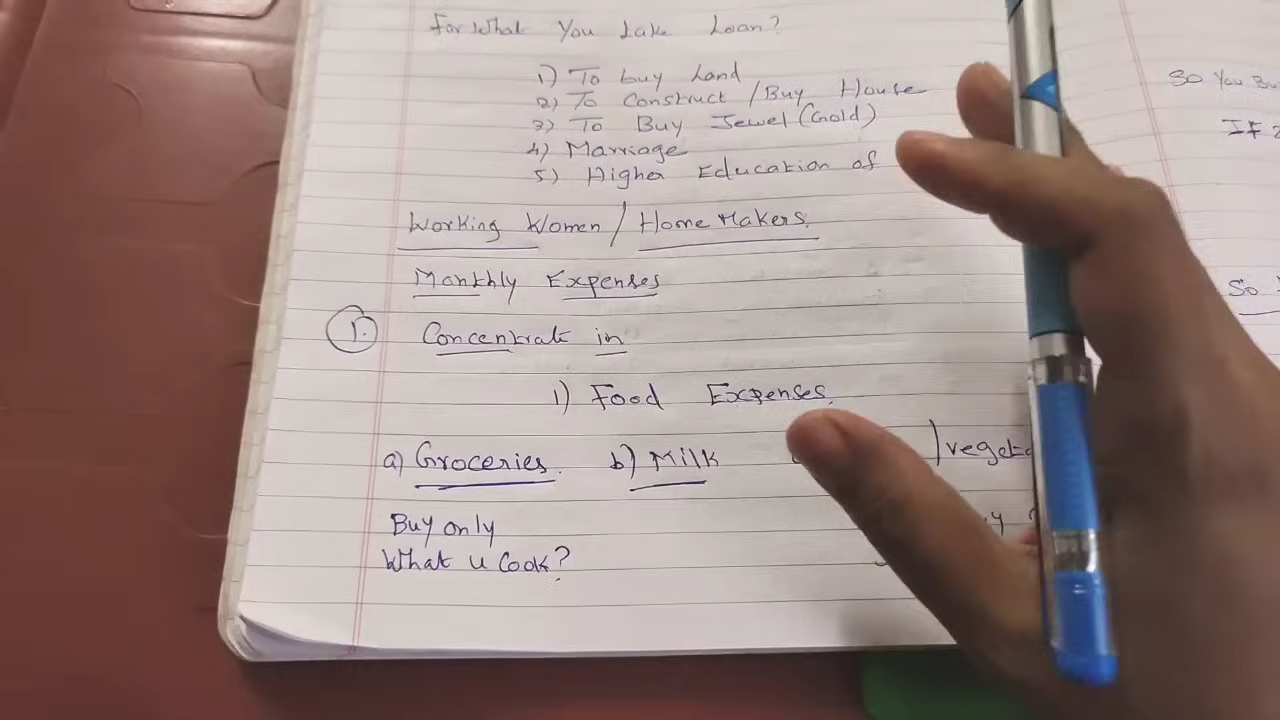 For What You take Loan?
1) To buy Land
2) To Construct / Buy House
3) To Buy Jewel (Gold)
4) Marriage
5) Higher Education of
Working Women / Home Makers.
Monthly Expenses
1. Concentrate in
1) Food Expenses.
a) Groceries. b) Milk
Buy only
What u Cook?
So You
IF
So